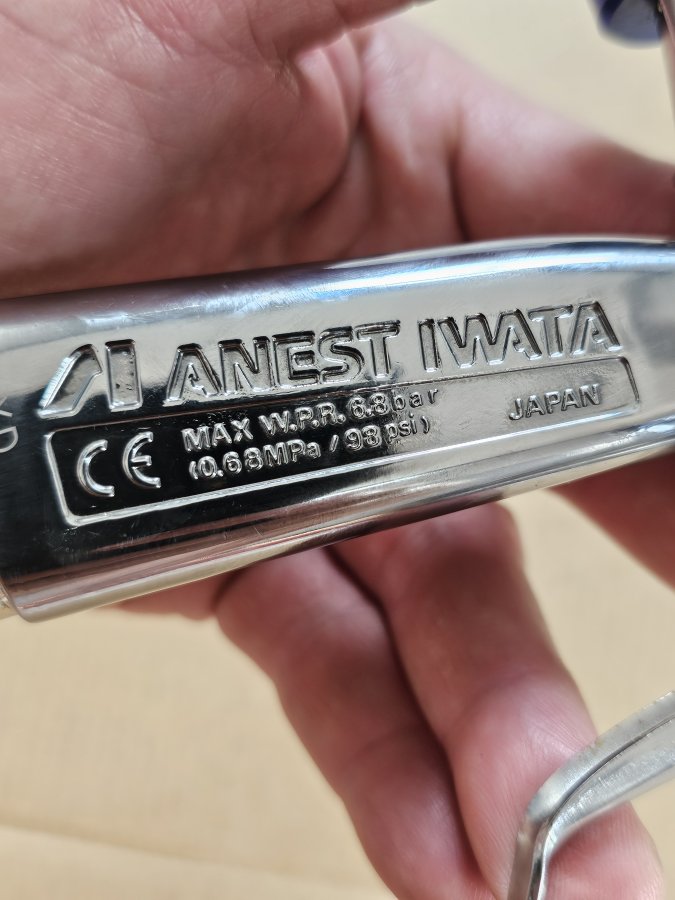 ANEST IWATA
CE MAX W.P.R. 6.8bar
(0.68MPa / 98psi)
JAPAN